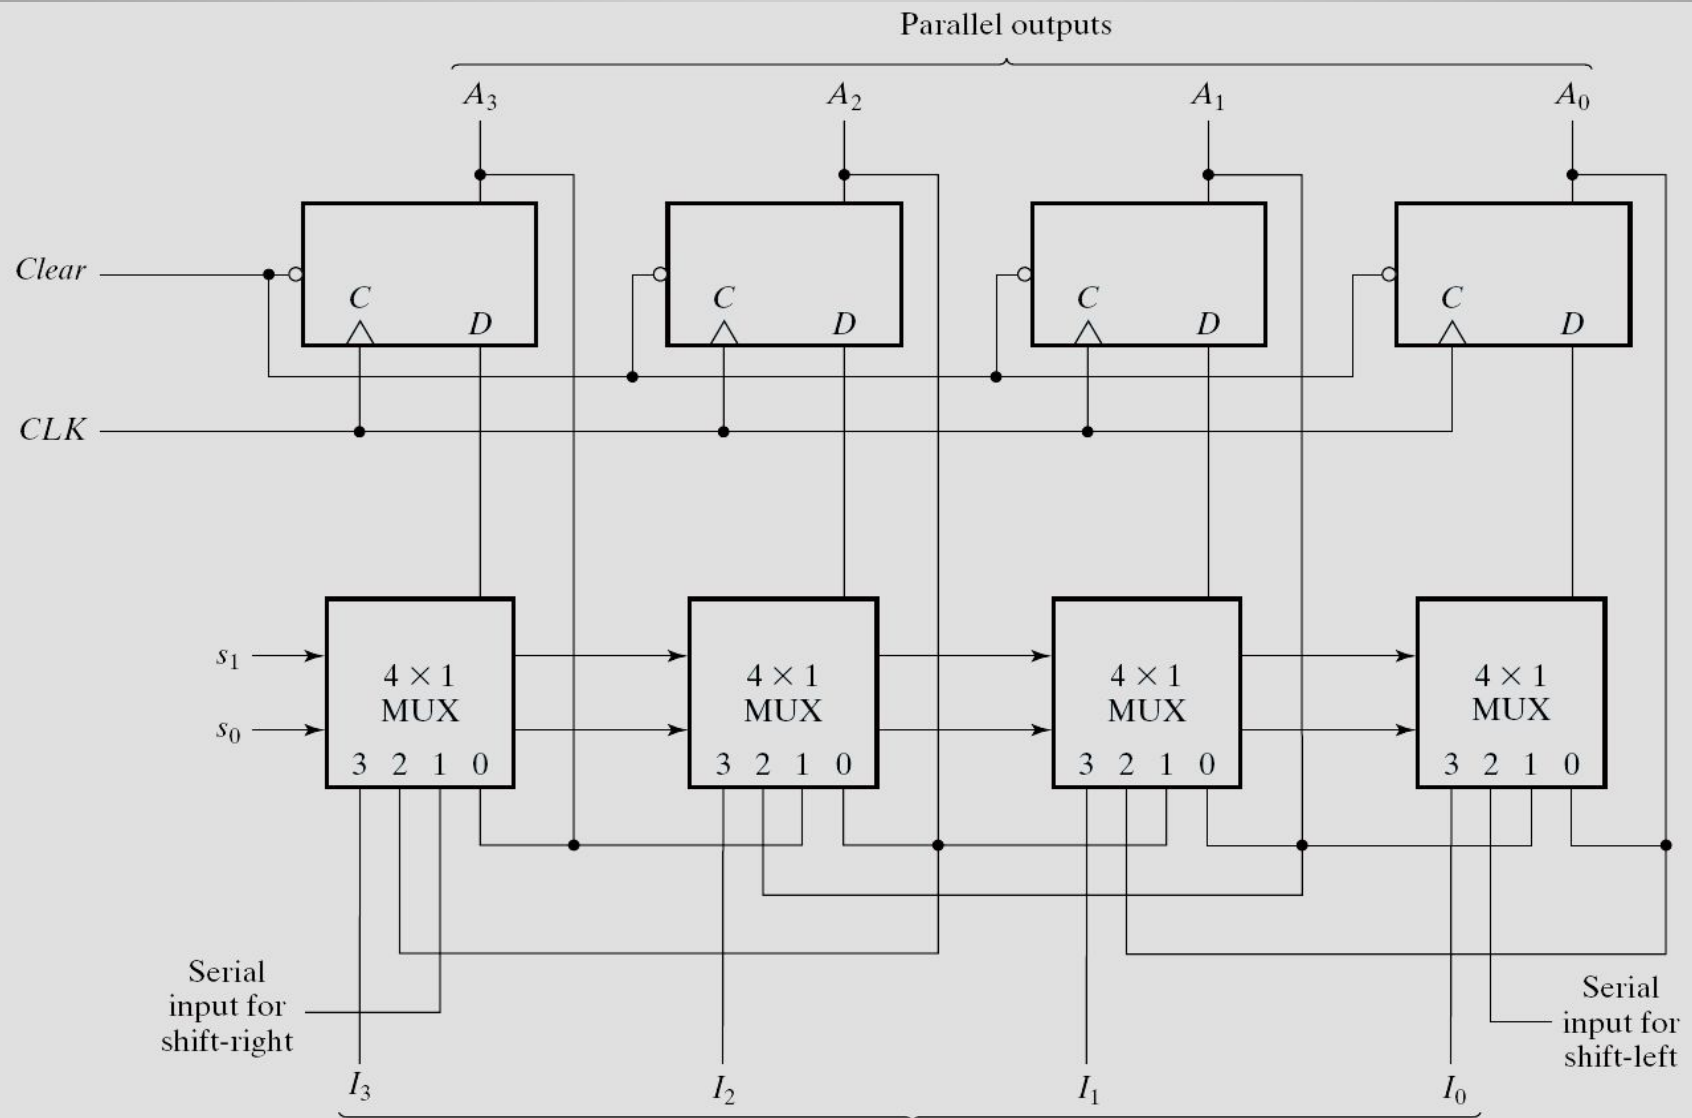 Parallel outputs
A3 A2 A1 A0
Clear
C D C D C D C D
CLK
s1
4 × 1 4 × 1 4 × 1 4 × 1
MUX MUX MUX MUX
s0
3 2 1 0 3 2 1 0 3 2 1 0 3 2 1 0
Serial
input for
shift-right
Serial
input for
shift-left
I3 I2 I1 I0